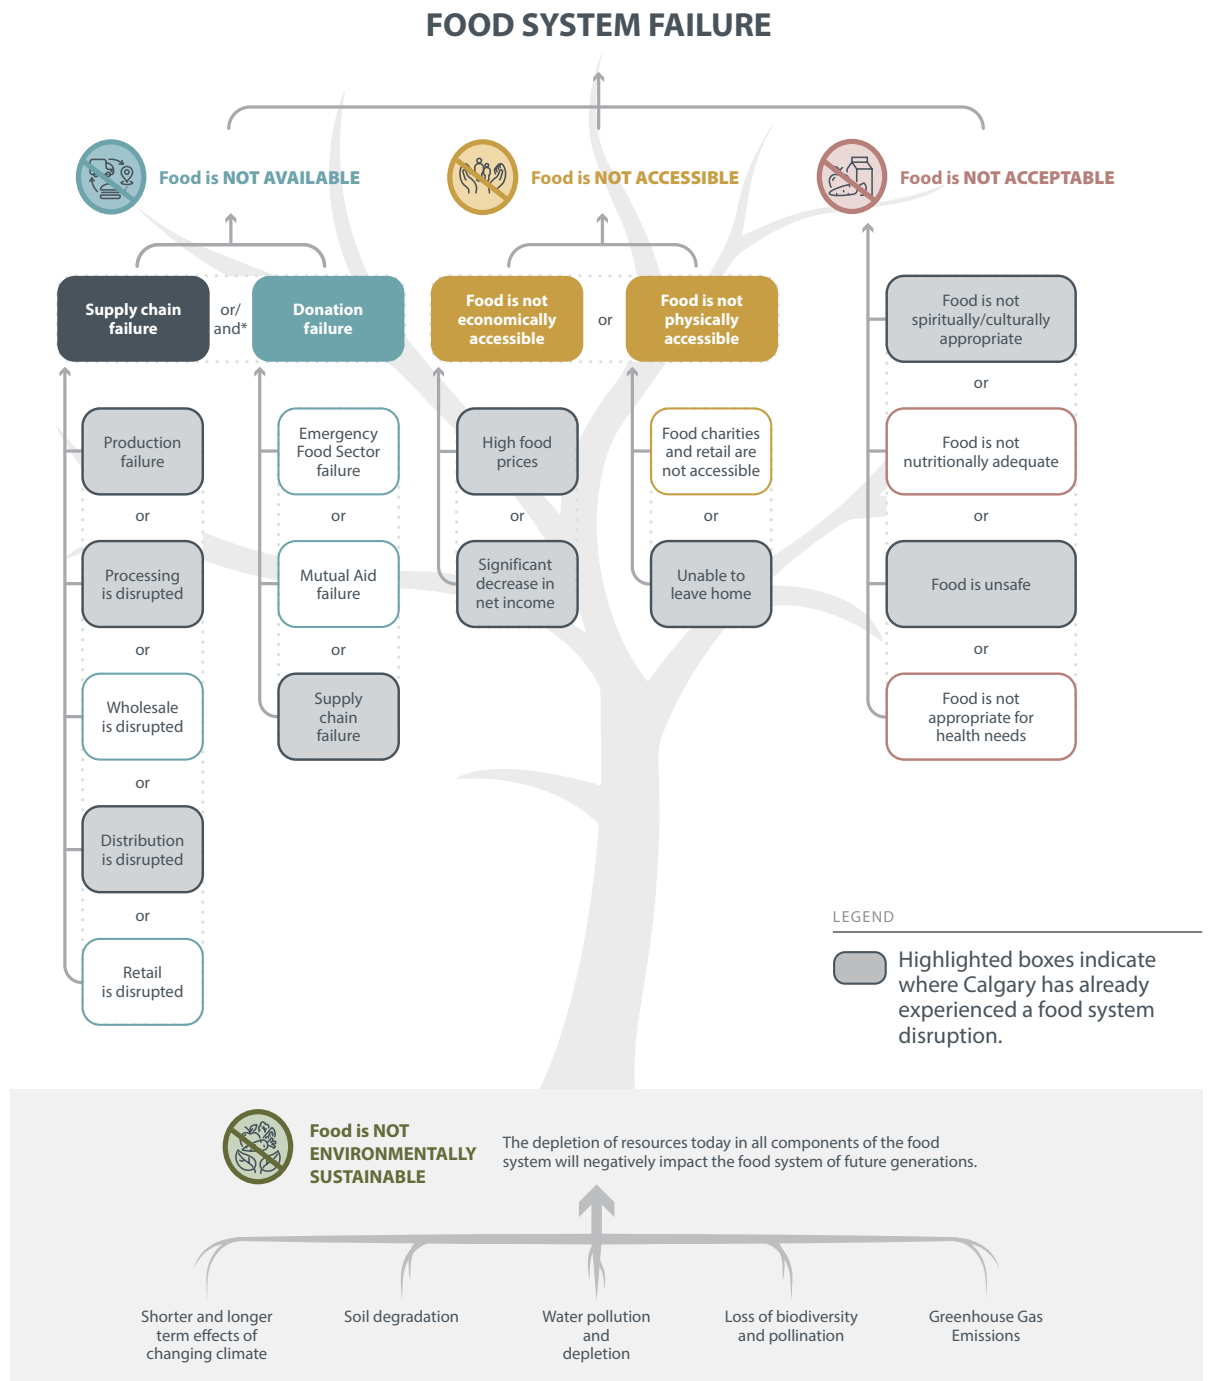 FOOD SYSTEM FAILURE
Food is NOT AVAILABLE
Food is NOT ACCESSIBLE
Food is NOT ACCEPTABLE
Supply chain
failure
or/
and*
Donation
failure
Food is not
economically
accessible
or
Food is not
physically
accessible
Production
failure
or
Processing
is disrupted
or
Wholesale
is disrupted
or
Distribution
is disrupted
or
Retail
is disrupted
Emergency
Food Sector
failure
or
Mutual Aid
failure
or
Supply
chain
failure
High food
prices
or
Significant
decrease in
net income
Food charities
and retail are
not accessible
or
Unable to
leave home
Food is not
spiritually/culturally
appropriate
or
Food is not
nutritionally adequate
or
Food is unsafe
or
Food is not
appropriate for
health needs
LEGEND
Highlighted boxes indicate
where Calgary has already
experienced a food system
disruption.
Food is NOT
ENVIRONMENTALLY
SUSTAINABLE
The depletion of resources today in all components of the food
system will negatively impact the food system of future generations.
Shorter and longer
term effects of
changing climate
Soil degradation
Water pollution
and
depletion
Loss of biodiversity
and pollination
Greenhouse Gas
Emissions